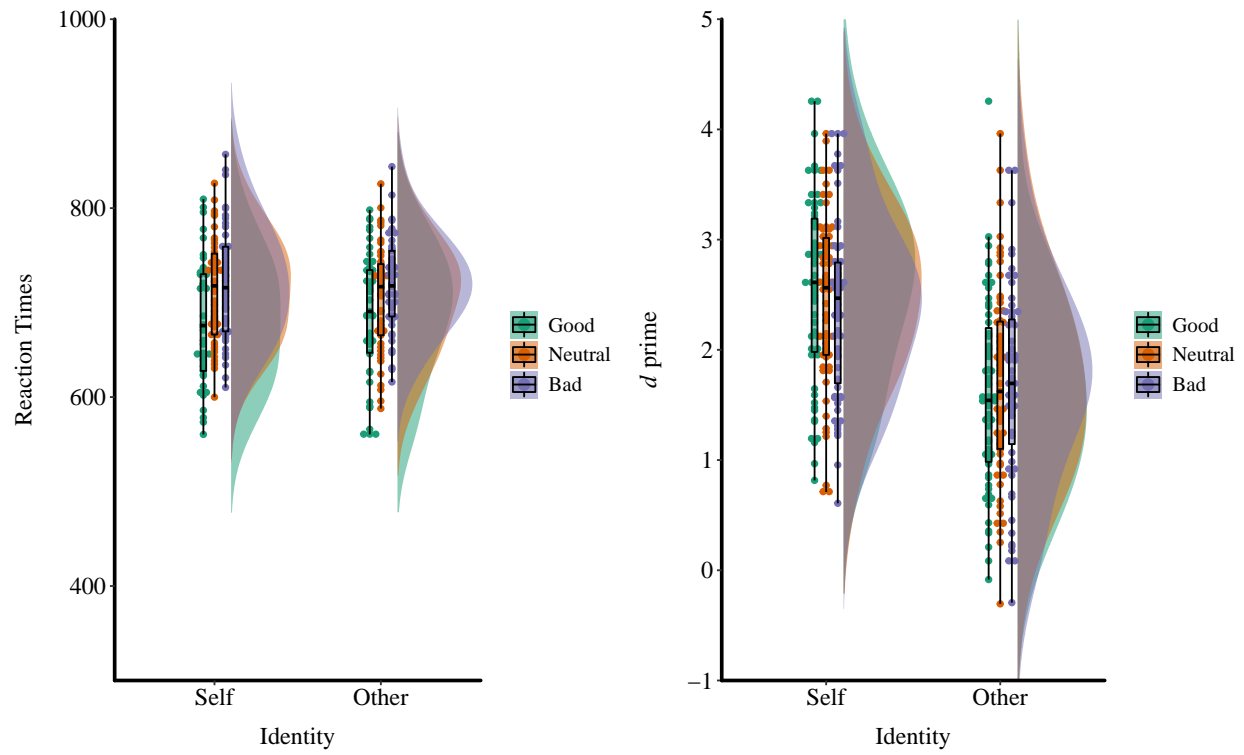 1000
800
600
400
Reaction Times
Self
Other
Identity
Good
Neutral
Bad
5
4
3
2
1
0
−1
d prime
Self
Other
Identity
Good
Neutral
Bad